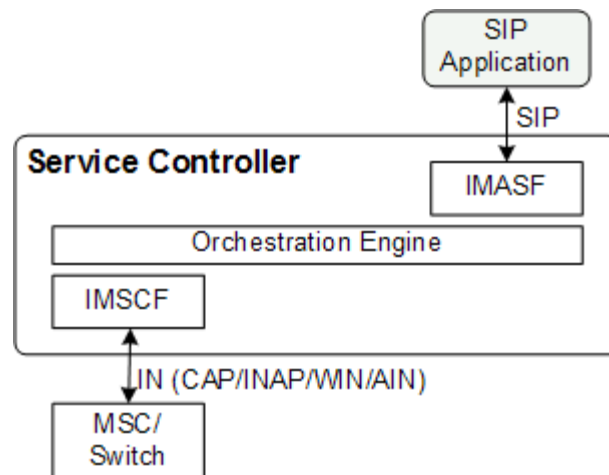 SIP
Application
SIP
Service Controller
IMASF
Orchestration Engine
IMSCF
IN (CAP/INAP/WIN/AIN)
MSC/
Switch